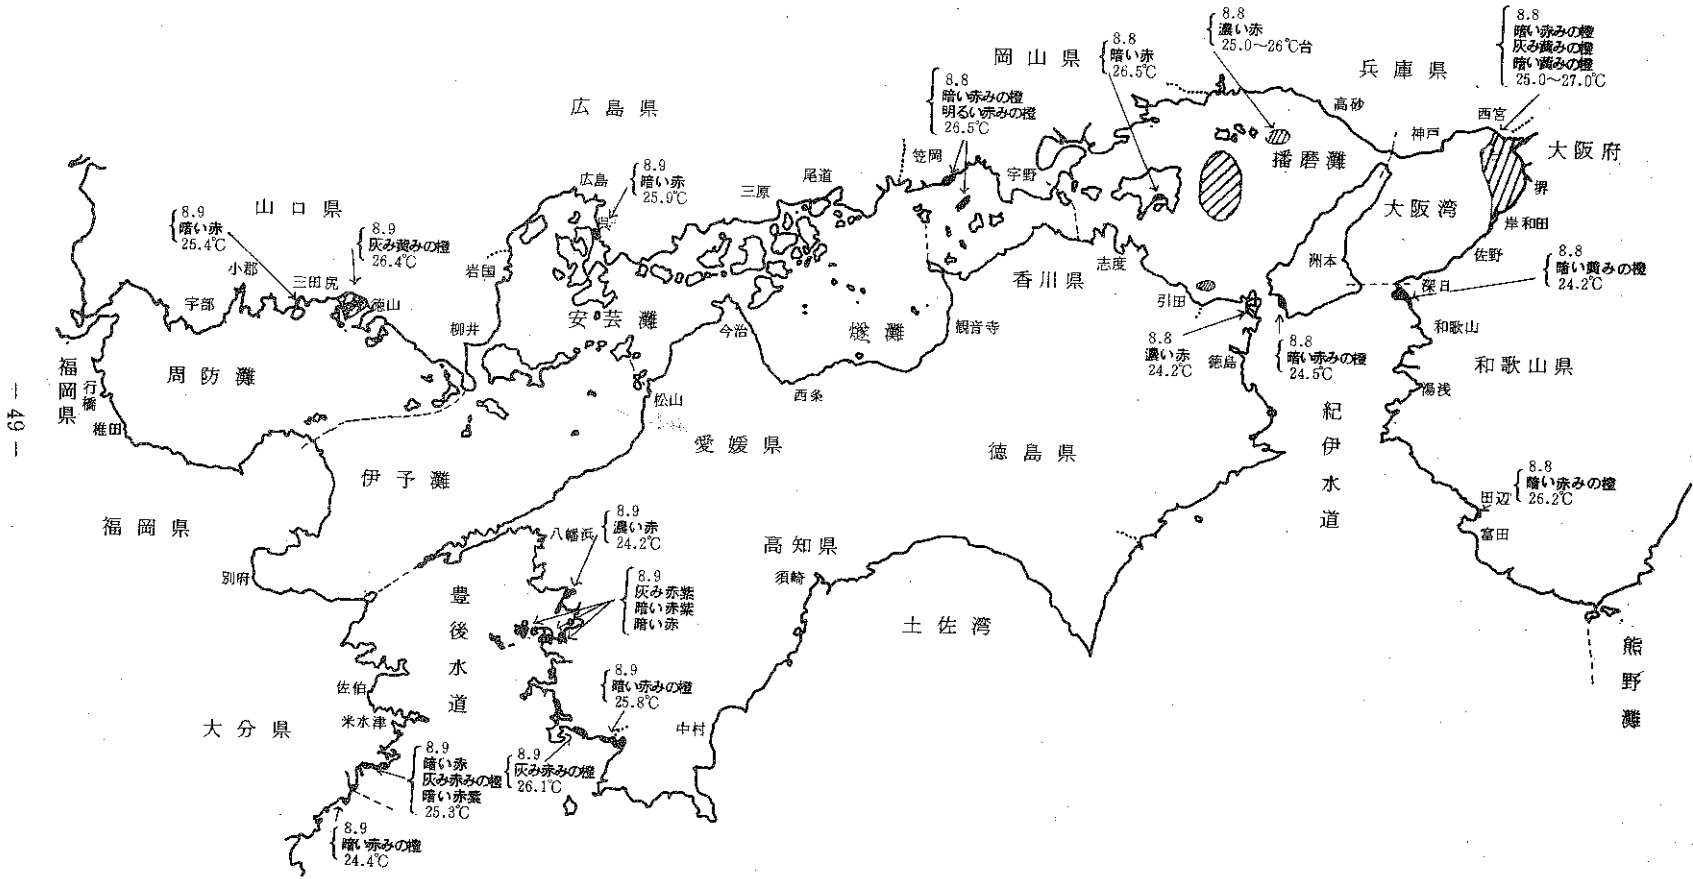 8.8
濃い赤
25.0～26℃台
8.8
暗い赤みの橙
灰み黄みの橙
暗い黄みの橙
25.0～27.0℃
岡山県
8.8
暗い赤
26.5℃
兵庫県
8.8
暗い赤みの橙
明るい赤みの橙
26.5℃
広島県
高砂
西宮
神戸
大阪府
笠岡
播磨灘
8.9
暗い赤
25.9℃
広島
県
三原
尾道
宇野
堺
大阪湾
岸和田
山口県
8.9
暗い赤
25.4℃
8.9
灰み黄みの橙
26.4℃
小郡
三田尻
岩国
香川県
志度
洲本
佐野
8.8
暗い黄みの橙
24.2℃
深日
宇部
徳山
安芸灘
引田
柳井
今治
燧灘
観音寺
和歌山
8.8
濃い赤
24.2℃
徳島
8.8
暗い赤みの橙
24.5℃
和歌山県
福岡県
行橋
周防灘
松山
西条
湯浅
椎田
紀伊水道
愛媛県
徳島県
伊予灘
8.8
暗い赤みの橙
26.2℃
田辺
富田
福岡県
八幡浜
8.9
濃い赤
24.2℃
高知県
須崎
別府
豊後水道
8.9
灰み赤紫
暗い赤紫
暗い赤
土佐湾
熊野灘
佐伯
8.9
暗い赤みの橙
25.8℃
大分県
米水津
中村
8.9
暗い赤
灰み赤みの橙
暗い赤紫
25.3℃
8.9
灰み赤みの橙
26.1℃
8.9
暗い赤みの橙
24.4℃
－ 49 －